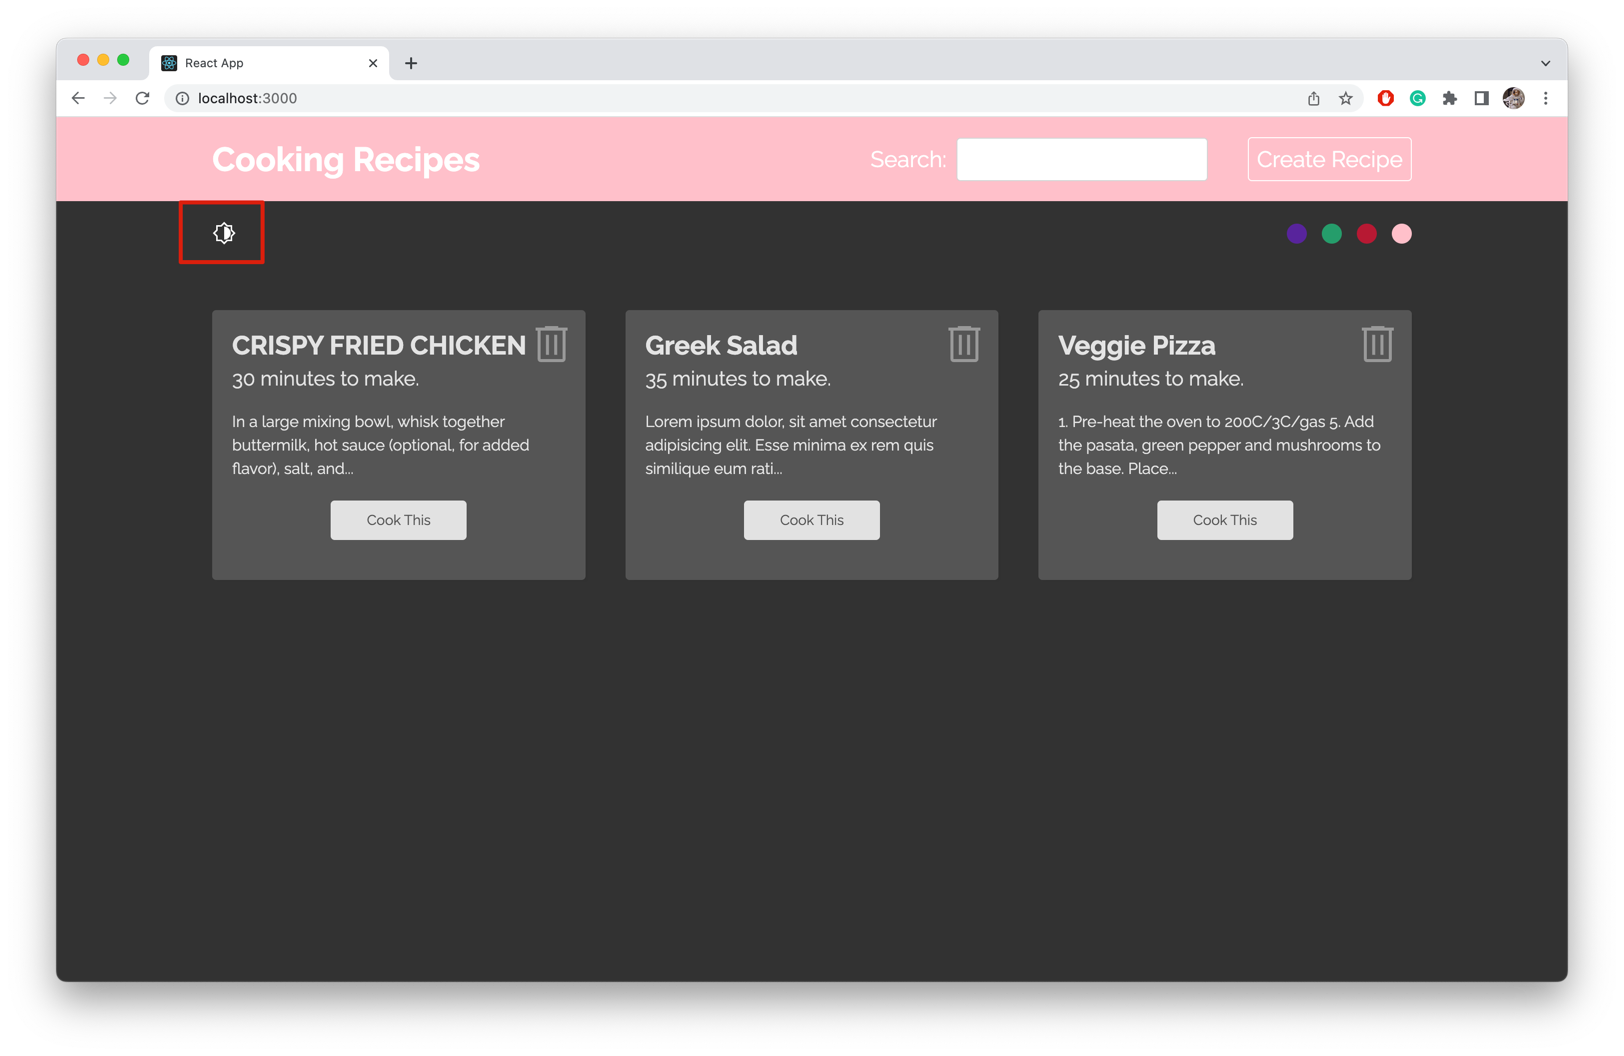 React App
localhost:3000
Cooking Recipes
Search:
Create Recipe
CRISPY FRIED CHICKEN
30 minutes to make.
In a large mixing bowl, whisk together
buttermilk, hot sauce (optional, for added
flavor), salt, and...
Cook This
Greek Salad
35 minutes to make.
Lorem ipsum dolor, sit amet consectetur
adipisicing elit. Esse minima ex rem quis
similique eum rati...
Cook This
Veggie Pizza
25 minutes to make.
1. Pre-heat the oven to 200C/3C/gas 5. Add
the pasata, green pepper and mushrooms to
the base. Place...
Cook This